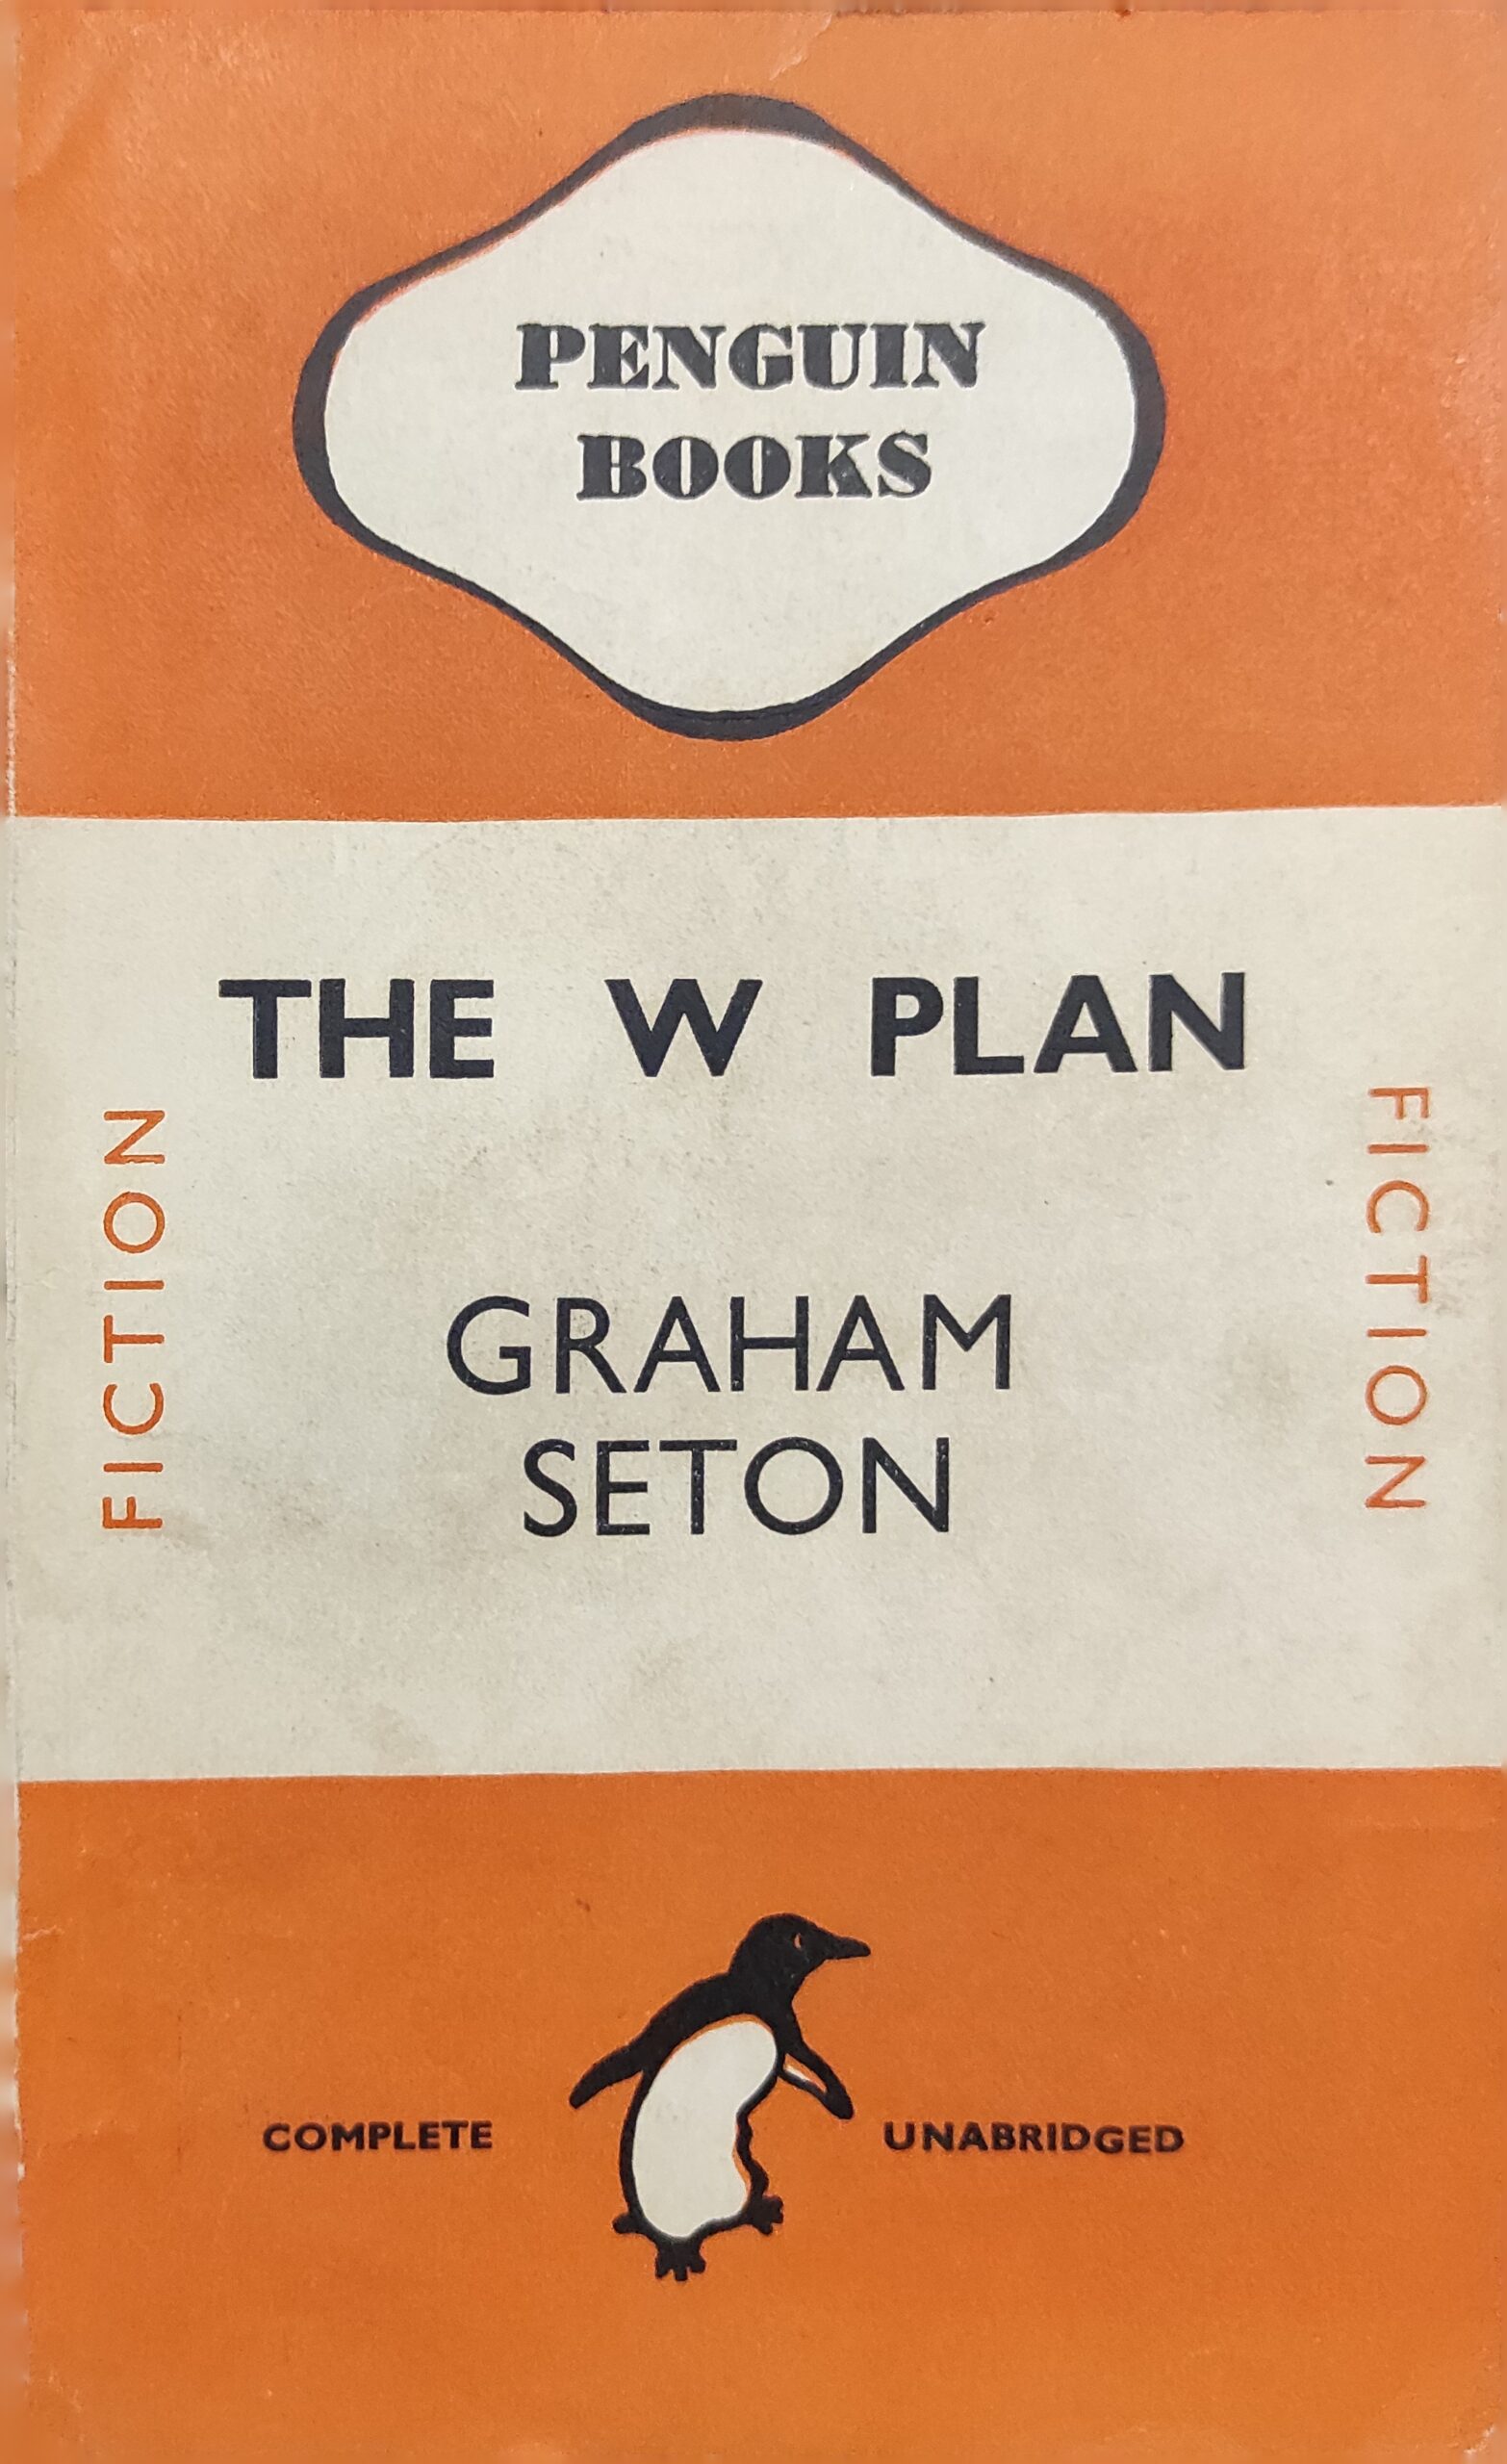 PENGUIN
BOOKS
THE W PLAN
FICTION
FICTION
GRAHAM
SETON
COMPLETE
UNABRIDGED